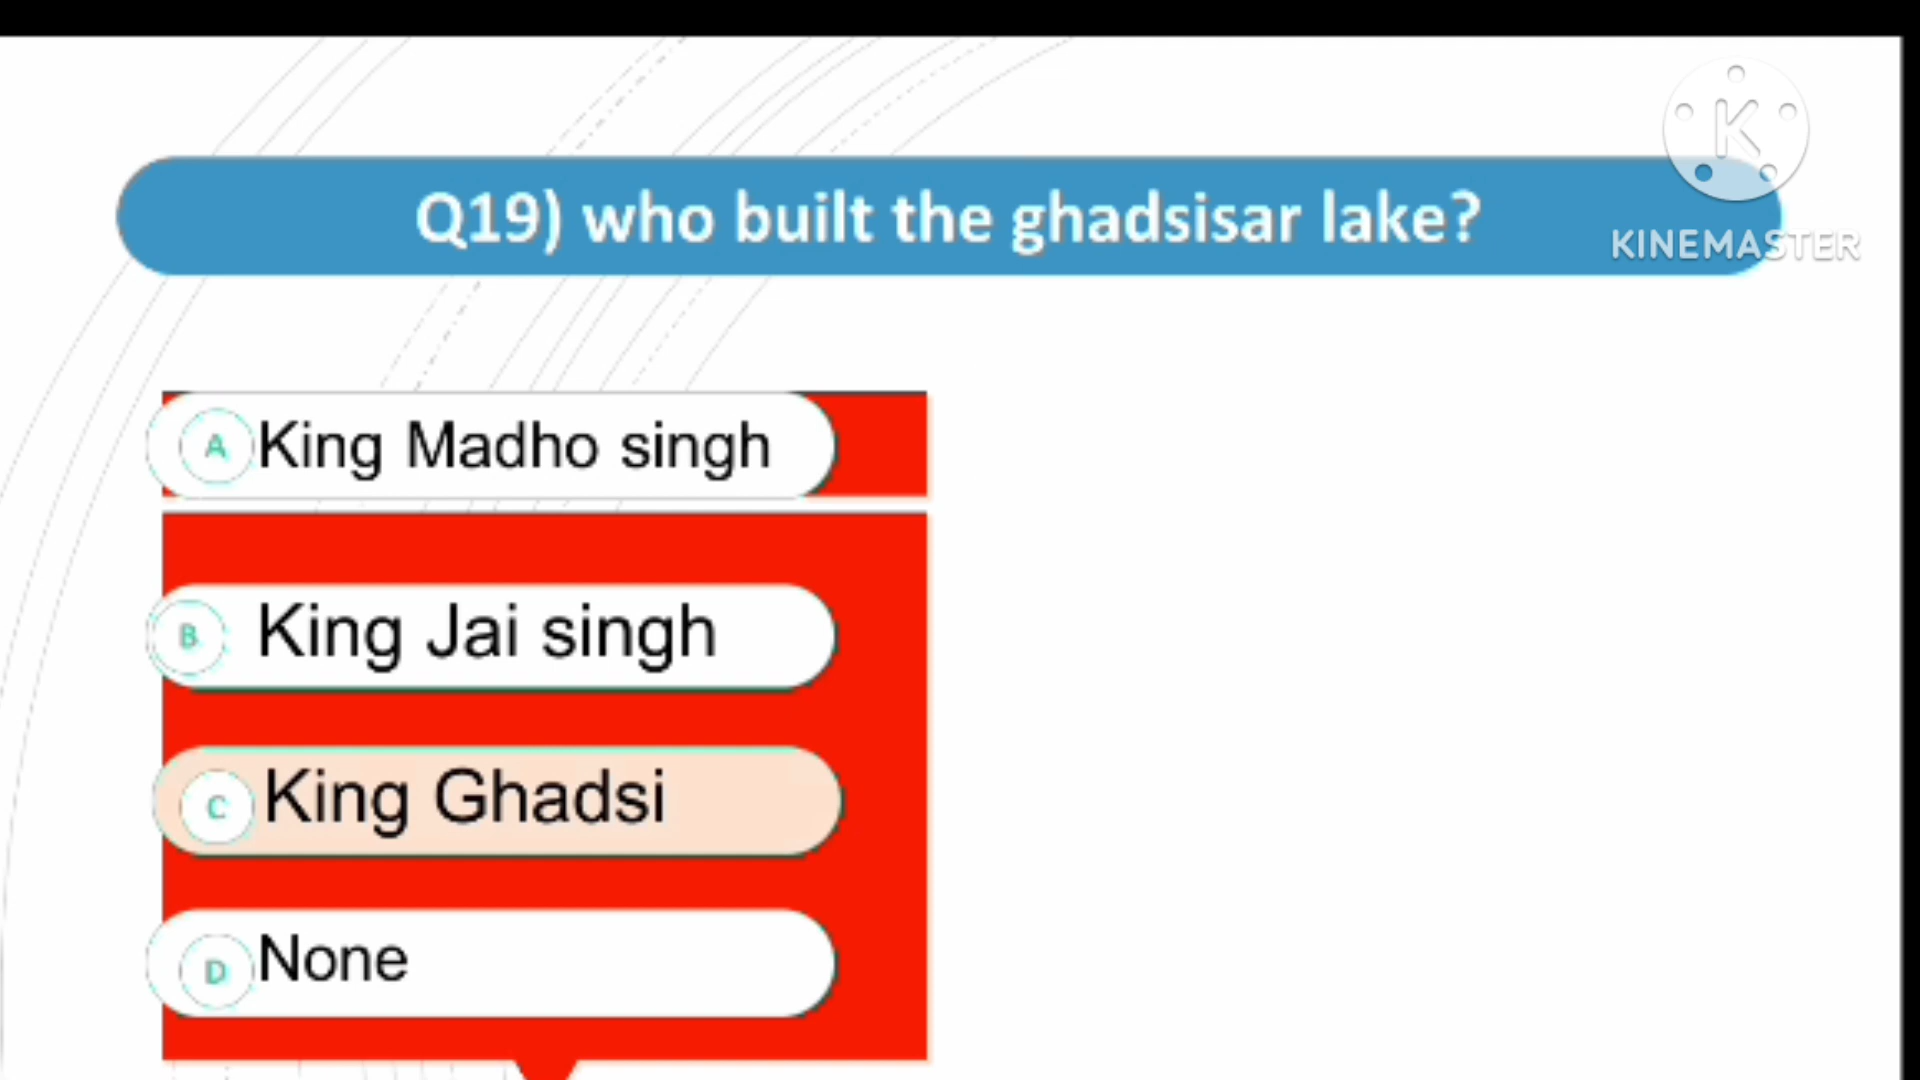 K
KINEMASTER
Q19) who built the ghadsisar lake?
A King Madho singh
B King Jai singh
C King Ghadsi
D None